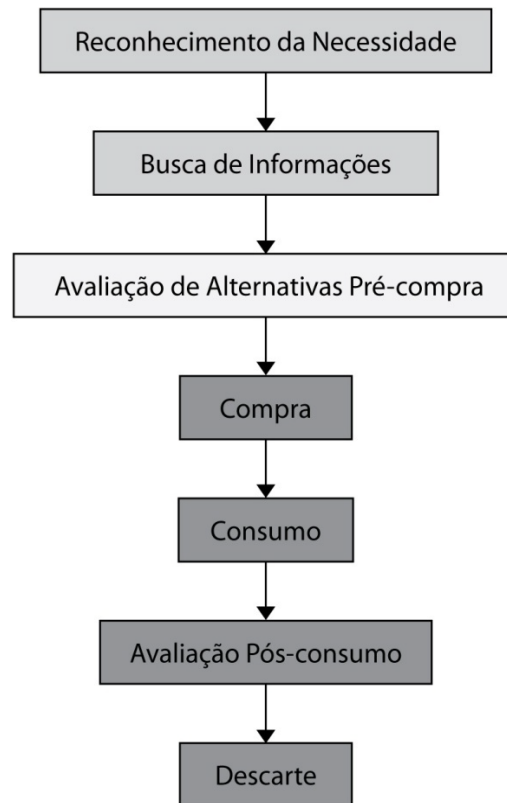 Reconhecimento da Necessidade
Busca de Informações
Avaliação de Alternativas Pré-compra
Compra
Consumo
Avaliação Pós-consumo
Descarte